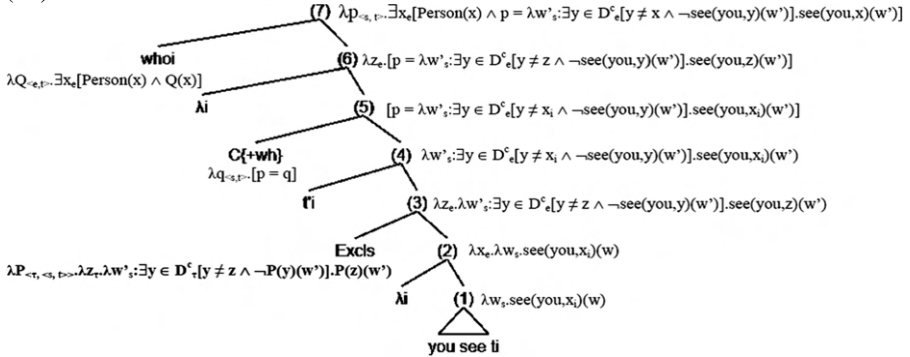 (7) λp<s, t>.∃xₑ[Person(x) ∧ p = λw'ₛ:∃y ∈ Dᶜₑ[y ≠ x ∧ ¬see(you,y)(w')].see(you,x)(w')]
whoi
(6) λzₑ.[p = λw'ₛ:∃y ∈ Dᶜₑ[y ≠ z ∧ ¬see(you,y)(w')].see(you,z)(w')]
λQ<e,t>.∃xₑ[Person(x) ∧ Q(x)]
λi
(5) [p = λw'ₛ:∃y ∈ Dᶜₑ[y ≠ xᵢ ∧ ¬see(you,y)(w')].see(you,xᵢ)(w')]
C{+wh}
(4) λw'ₛ:∃y ∈ Dᶜₑ[y ≠ xᵢ ∧ ¬see(you,y)(w')].see(you,xᵢ)(w')
λq<s,t>.[p = q]
t'i
(3) λzₑ.λw'ₛ:∃y ∈ Dᶜₑ[y ≠ z ∧ ¬see(you,y)(w')].see(you,z)(w')
Excls
(2) λxₑ.λwₛ.see(you,xᵢ)(w)
λP<τ, <s, t>>.λz_τ.λw'ₛ:∃y ∈ Dᶜ_τ[y ≠ z ∧ ¬P(y)(w')].P(z)(w')
λi
(1) λwₛ.see(you,xᵢ)(w)
you see ti